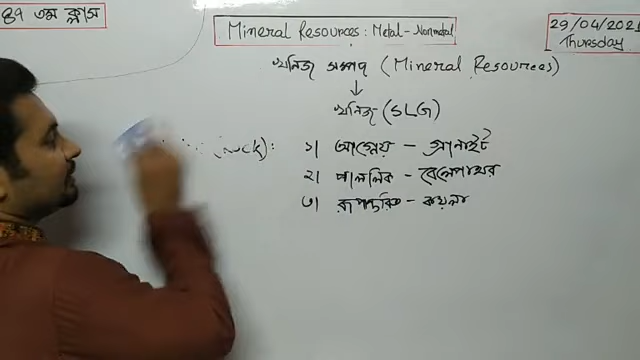 ৪৭ তম ক্লাস
Mineral Resources: Metal-Nonmetal
29/04/2021
Thursday
খনিজ সম্পদ (Mineral Resources)
↓
খনিজ (SLG)
(rock): ১। আগ্নেয় - গ্রানাইট
২। পাললিক - বেলেপাথর
৩। রূপান্তরিত - কয়লা